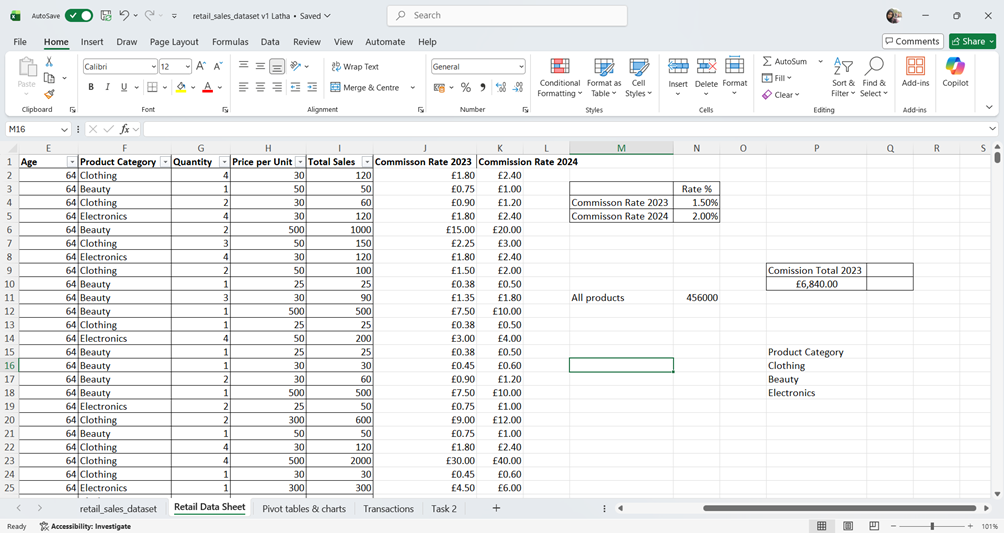 AutoSave On retail_sales_dataset v1 Latha • Saved Search
File Home Insert Draw Page Layout Formulas Data Review View Automate Help Comments Share
Paste Calibri 12 A A Wrap Text General Conditional Format as Cell Insert Delete Format AutoSum Sort & Find & Add-ins Copilot
B I U A Merge & Centre % Formatting Table Styles Fill Filter Select
Clear
Clipboard Font Alignment Number Styles Cells Editing Add-ins
M16 fx
E F G H I J K L M N O P Q R S
1 Age Product Category Quantity Price per Unit Total Sales Commisson Rate 2023 Commission Rate 2024
2 64 Clothing 4 30 120 £1.80 £2.40
3 64 Beauty 1 50 50 £0.75 £1.00 Rate %
4 64 Clothing 2 30 60 £0.90 £1.20 Commisson Rate 2023 1.50%
5 64 Electronics 4 30 120 £1.80 £2.40 Commisson Rate 2024 2.00%
6 64 Beauty 2 500 1000 £15.00 £20.00
7 64 Clothing 3 50 150 £2.25 £3.00
8 64 Electronics 4 30 120 £1.80 £2.40
9 64 Clothing 2 50 100 £1.50 £2.00 Comission Total 2023
10 64 Beauty 1 25 25 £0.38 £0.50 £6,840.00
11 64 Beauty 3 30 90 £1.35 £1.80 All products 456000
12 64 Beauty 1 500 500 £7.50 £10.00
13 64 Clothing 1 25 25 £0.38 £0.50
14 64 Electronics 4 50 200 £3.00 £4.00
15 64 Beauty 1 25 25 £0.38 £0.50 Product Category
16 64 Beauty 1 30 30 £0.45 £0.60 Clothing
17 64 Beauty 2 30 60 £0.90 £1.20 Beauty
18 64 Beauty 1 500 500 £7.50 £10.00 Electronics
19 64 Electronics 2 25 50 £0.75 £1.00
20 64 Clothing 2 300 600 £9.00 £12.00
21 64 Beauty 1 50 50 £0.75 £1.00
22 64 Clothing 4 30 120 £1.80 £2.40
23 64 Clothing 4 500 2000 £30.00 £40.00
24 64 Clothing 1 30 30 £0.45 £0.60
25 64 Electronics 1 300 300 £4.50 £6.00
retail_sales_dataset Retail Data Sheet Pivot tables & charts Transactions Task 2 +
Ready Accessibility: Investigate 101%